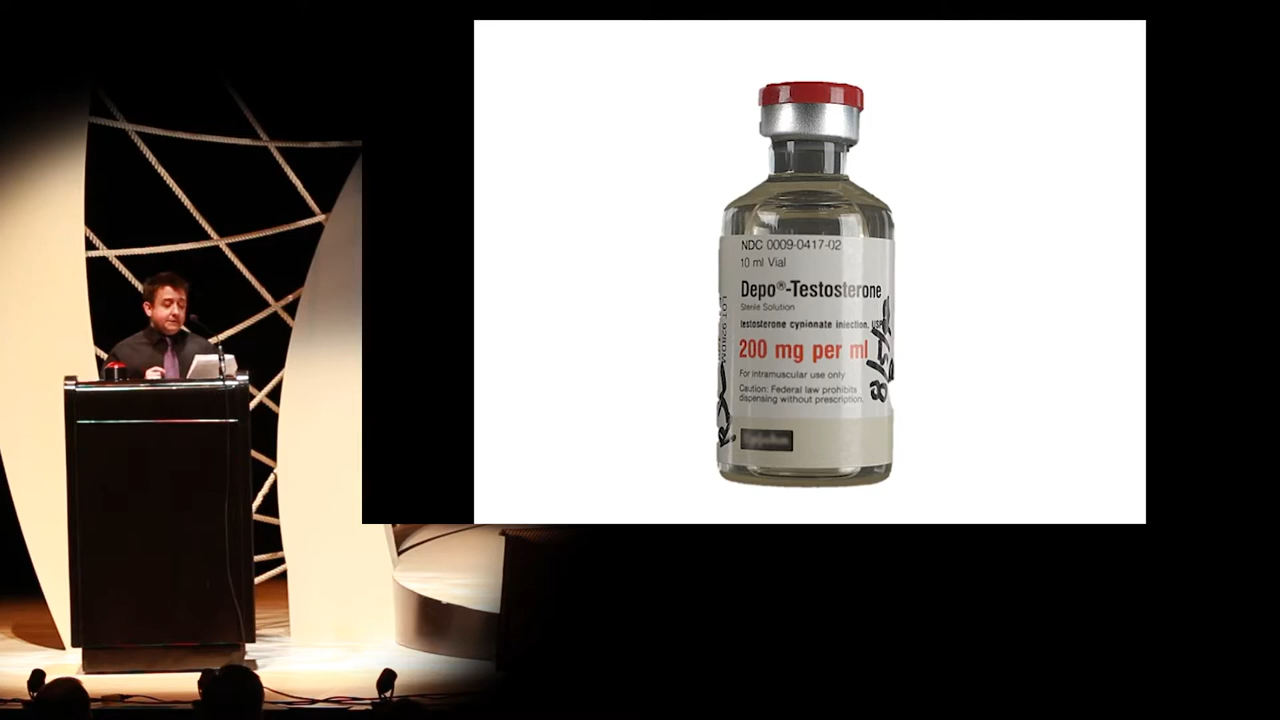 NDC 0009-0417-02
10 ml Vial
Depo®-Testosterone
Sterile Solution
testosterone cypionate injection, USP
200 mg per ml
For intramuscular use only
Caution: Federal law prohibits
dispensing without prescription.